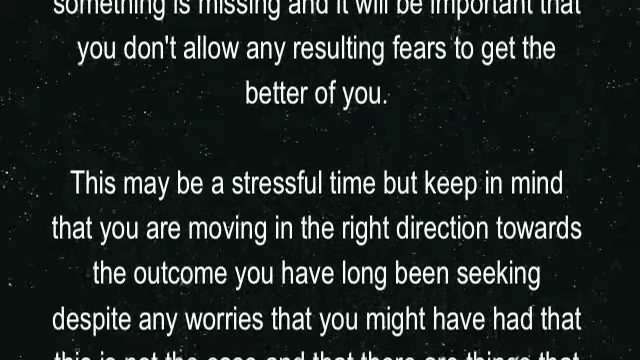 something is missing and it will be important that
you don't allow any resulting fears to get the
better of you.
This may be a stressful time but keep in mind
that you are moving in the right direction towards
the outcome you have long been seeking
despite any worries that you might have had that
this is not the case and that there are things that